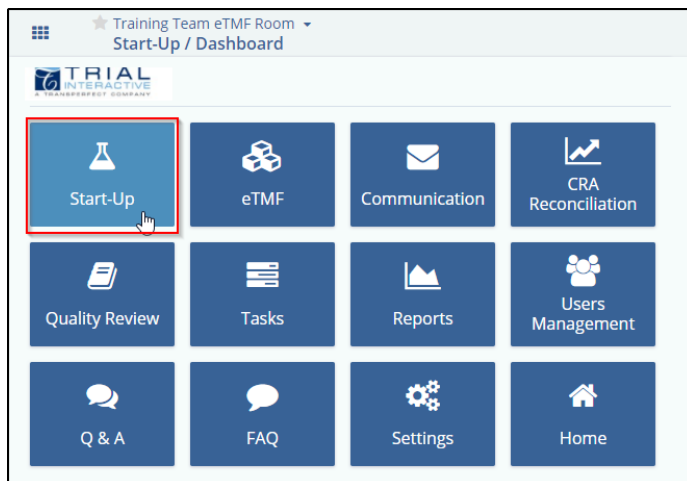 Training Team eTMF Room
Start-Up / Dashboard
TRIAL
INTERACTIVE
A TRANSPERFECT COMPANY
Start-Up
eTMF
Communication
CRA
Reconciliation
Quality Review
Tasks
Reports
Users
Management
Q & A
FAQ
Settings
Home